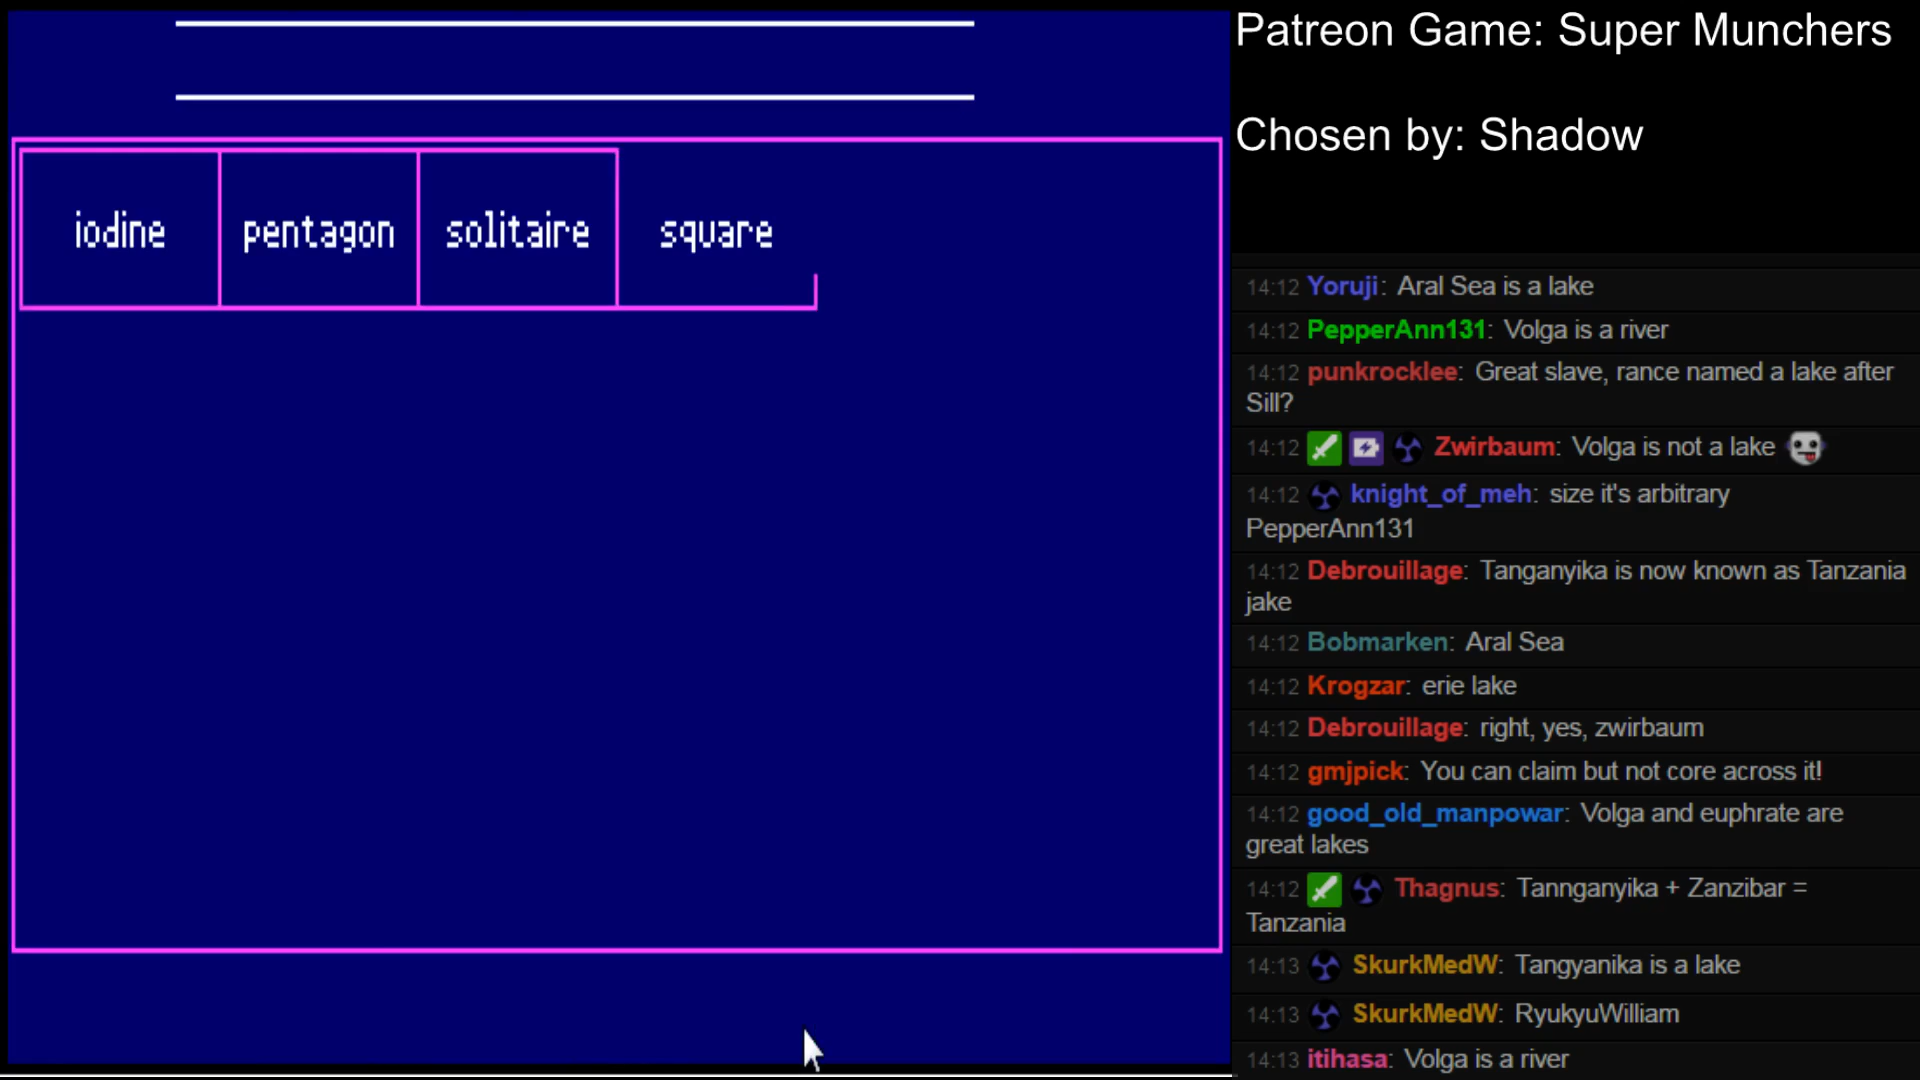 Patreon Game: Super Munchers
Chosen by: Shadow
iodine pentagon solitaire square
14:12 Yoruji: Aral Sea is a lake
14:12 PepperAnn131: Volga is a river
14:12 punkrocklee: Great slave, rance named a lake after
Sill?
14:12 Zwirbaum: Volga is not a lake
14:12 knight_of_meh: size it's arbitrary
PepperAnn131
14:12 Debrouillage: Tanganyika is now known as Tanzania
jake
14:12 Bobmarken: Aral Sea
14:12 Krogzar: erie lake
14:12 Debrouillage: right, yes, zwirbaum
14:12 gmjpick: You can claim but not core across it!
14:12 good_old_manpowar: Volga and euphrate are
great lakes
14:12 Thagnus: Tannganyika + Zanzibar =
Tanzania
14:13 SkurkMedW: Tangyanika is a lake
14:13 SkurkMedW: RyukyuWilliam
14:13 itihasa: Volga is a river